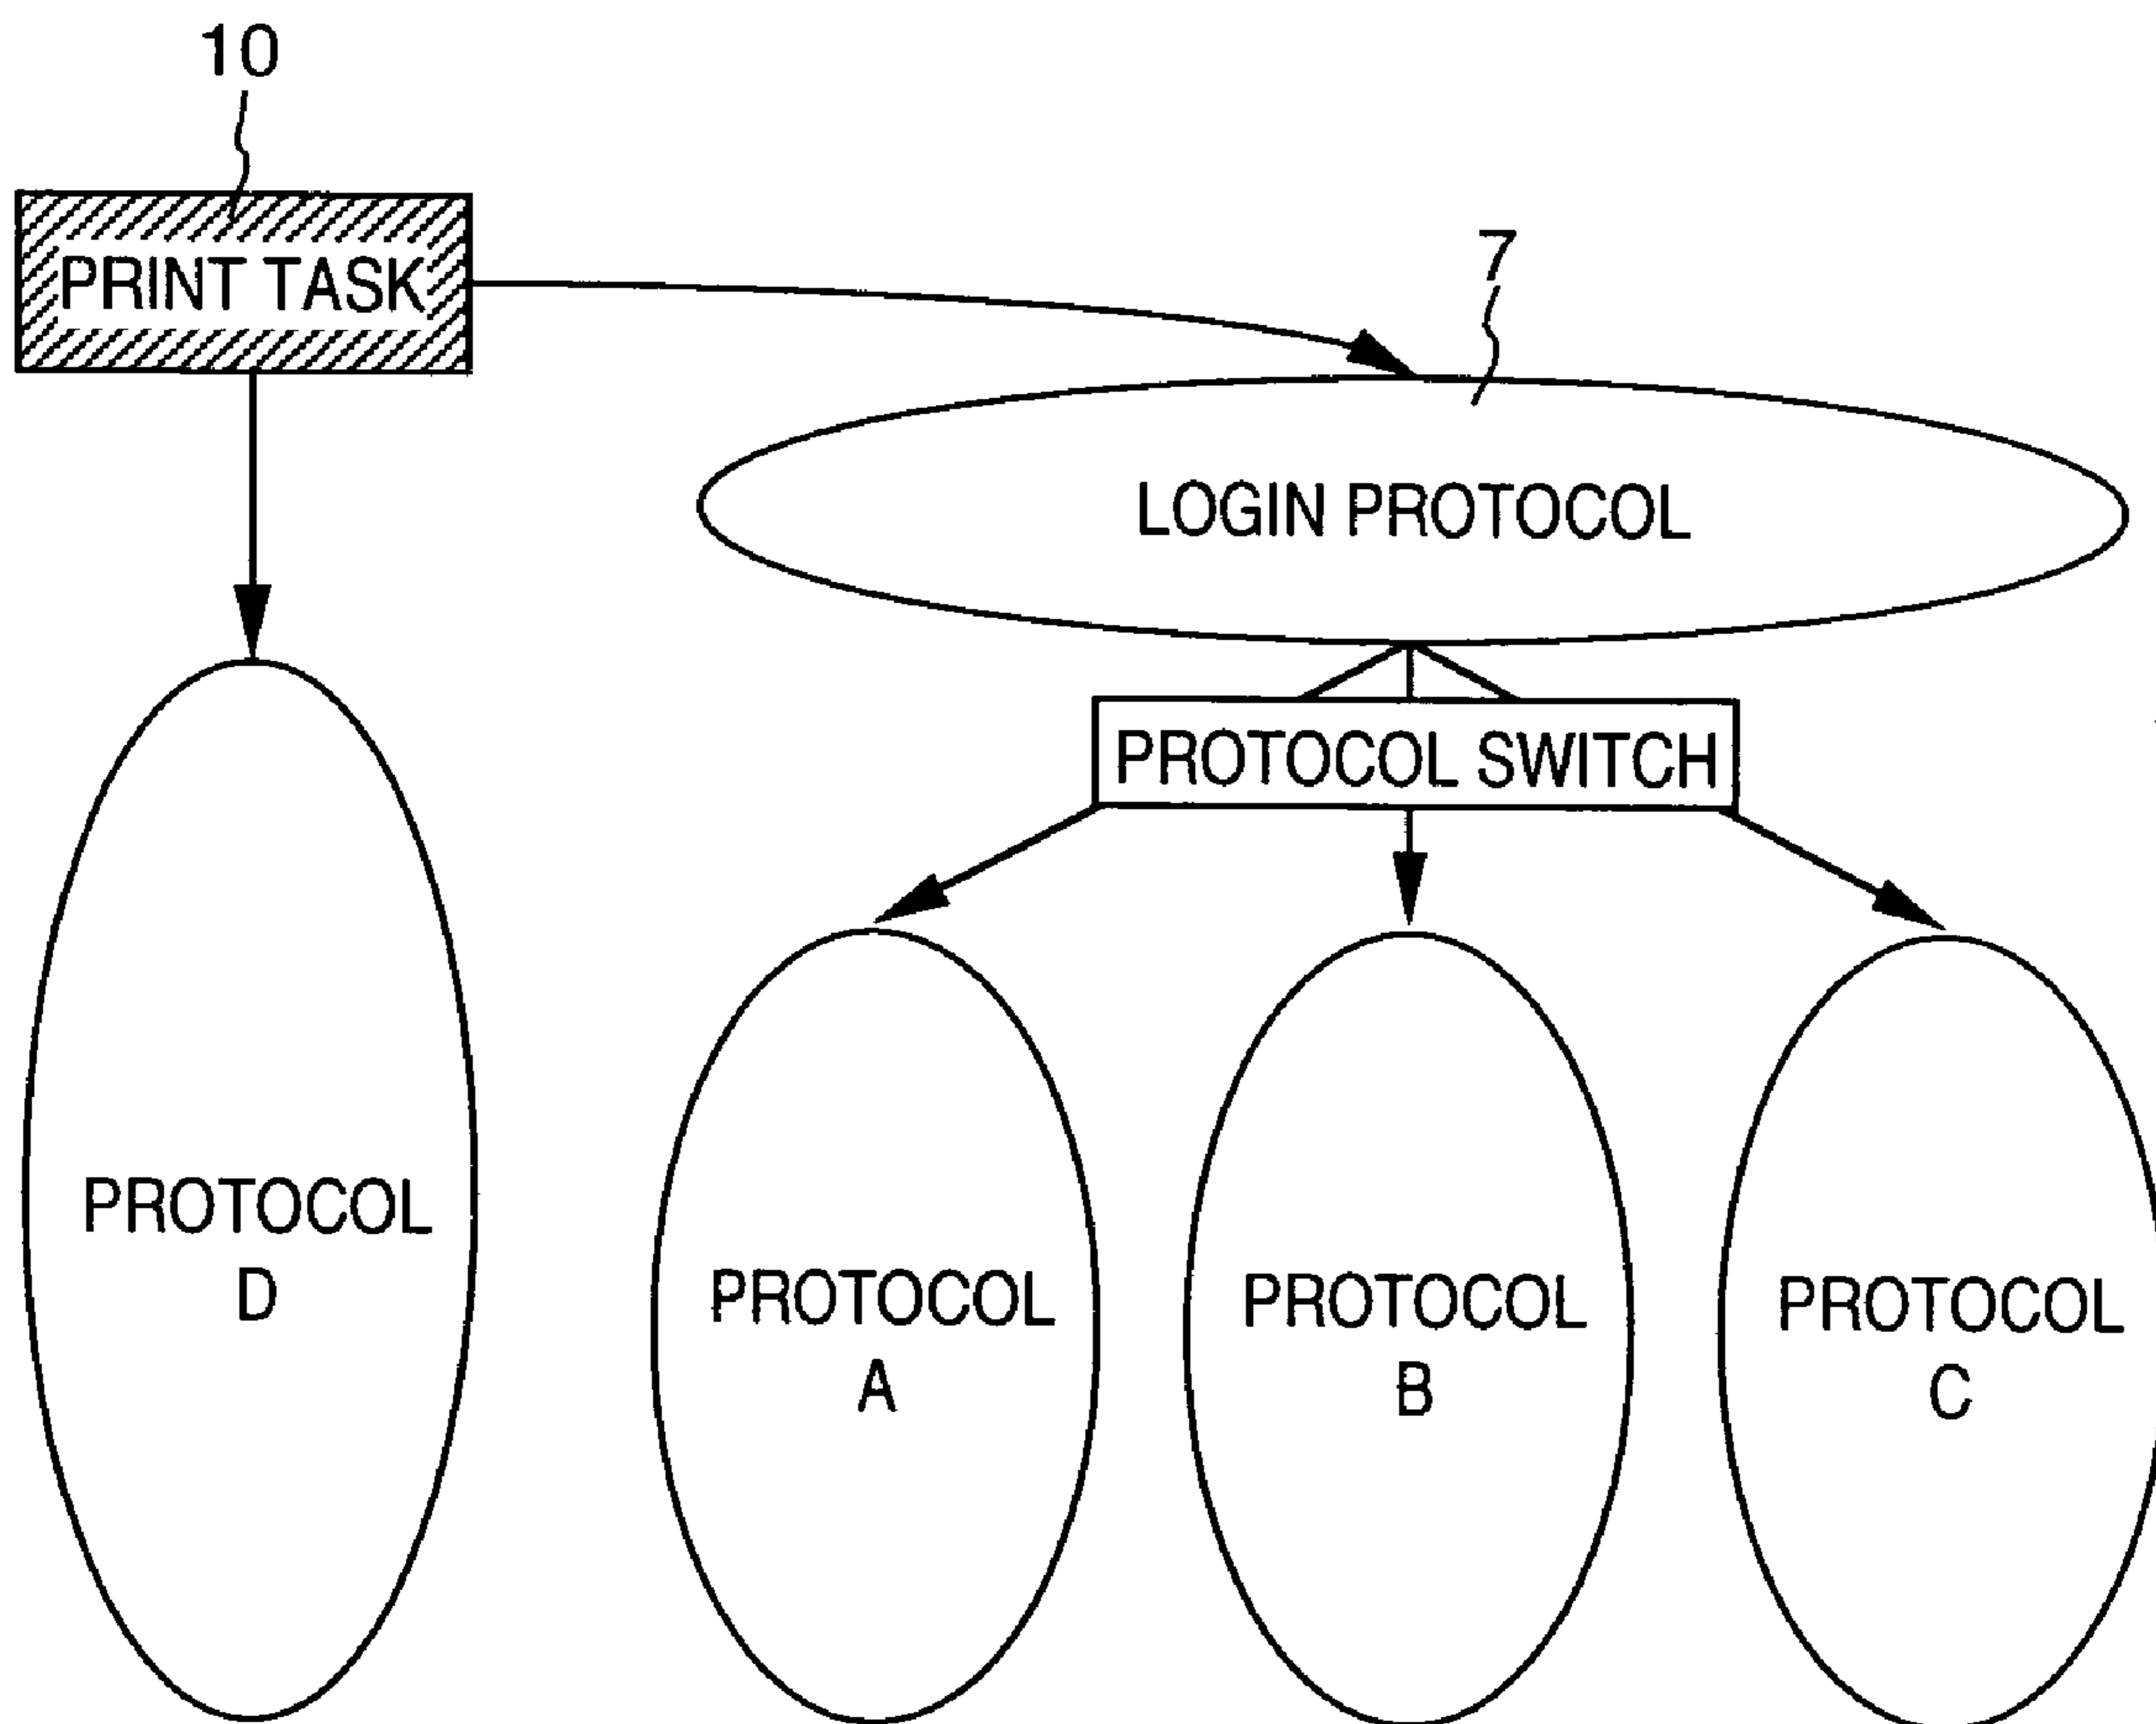 10
PRINT TASK
7
LOGIN PROTOCOL
PROTOCOL SWITCH
PROTOCOL
D
PROTOCOL
A
PROTOCOL
B
PROTOCOL
C